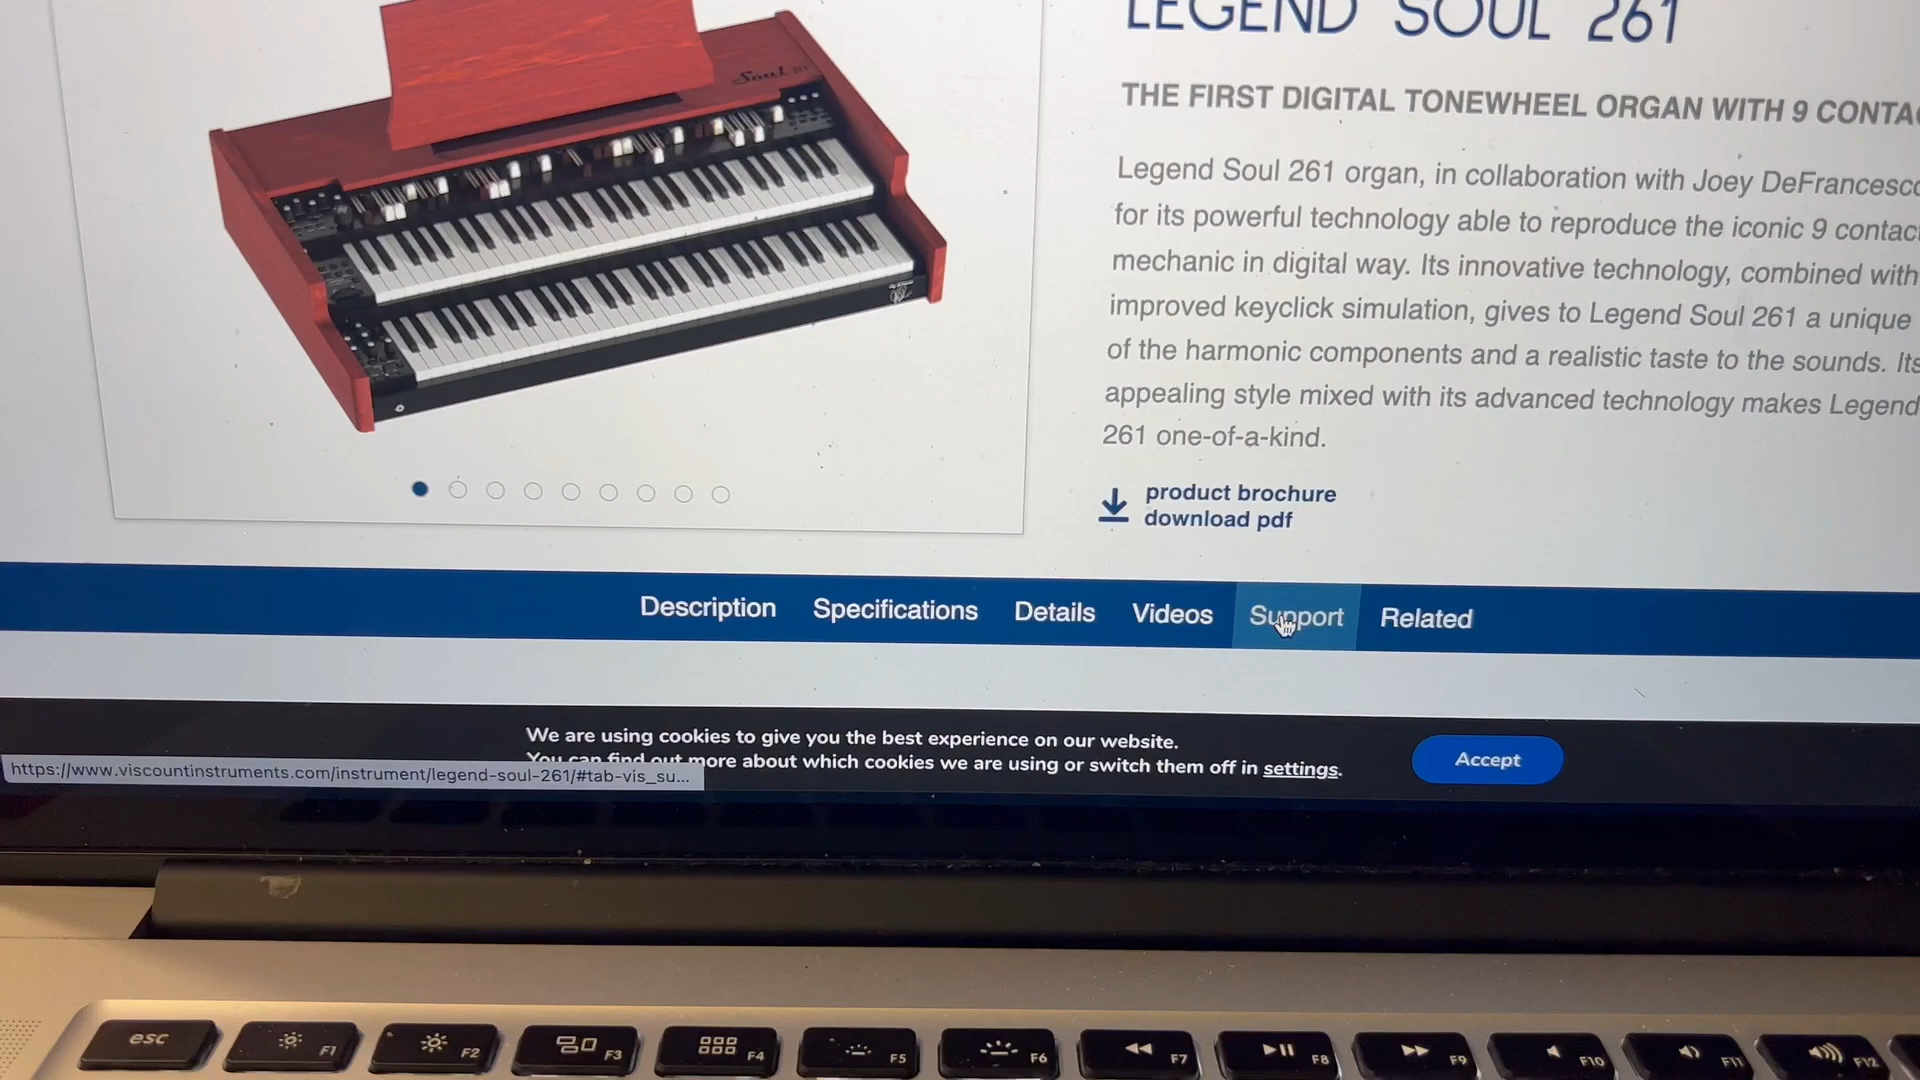 LEGEND SOUL 261
THE FIRST DIGITAL TONEWHEEL ORGAN WITH 9 
Legend Soul 261 organ, in collaboration with Joey DeFrancesco
for its powerful technology able to reproduce the iconic 9 
mechanic in digital way. Its innovative technology, combined with
improved keyclick simulation, gives to Legend Soul 261 a unique
of the harmonic components and a realistic taste to the sounds. Its
appealing style mixed with its advanced technology makes Legend
261 one-of-a-kind.
product brochure
download pdf
Soul
Description Specifications Details Videos Support Related
We are using cookies to give you the best experience on our website.
You can find out more about which cookies we are using or switch them off in settings.
Accept
https://www.viscountinstruments.com/instrument/legend-soul-261/#tab-vis_su...
esc F1 F2 F3 F4 F5 F6 F7 F8 F9 F10 F11 F12